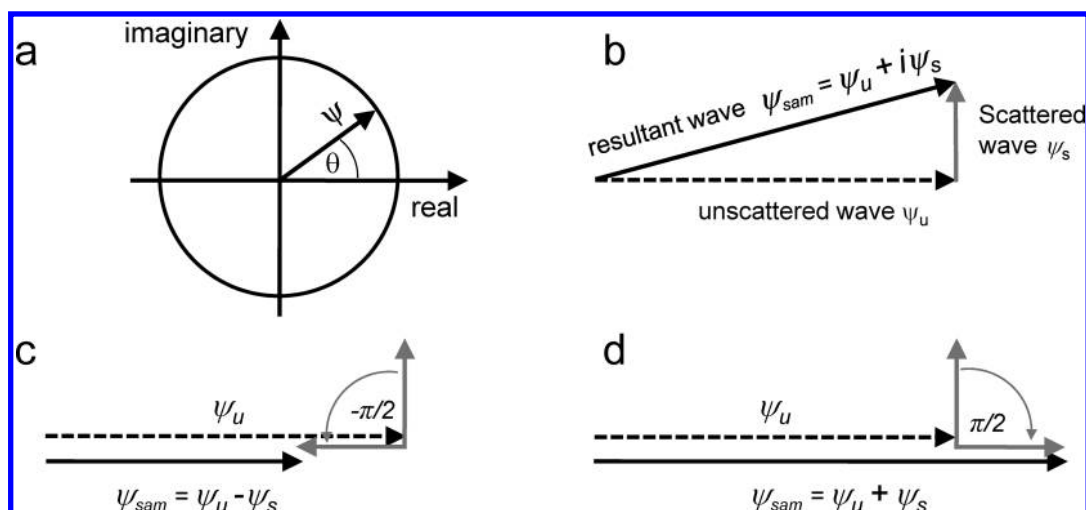 a
imaginary
ψ
θ
real
b
resultant wave ψsam = ψu + iψs
Scattered
wave ψs
unscattered wave ψu
c
ψu
-π/2
ψsam = ψu - ψs
d
ψu
π/2
ψsam = ψu + ψs